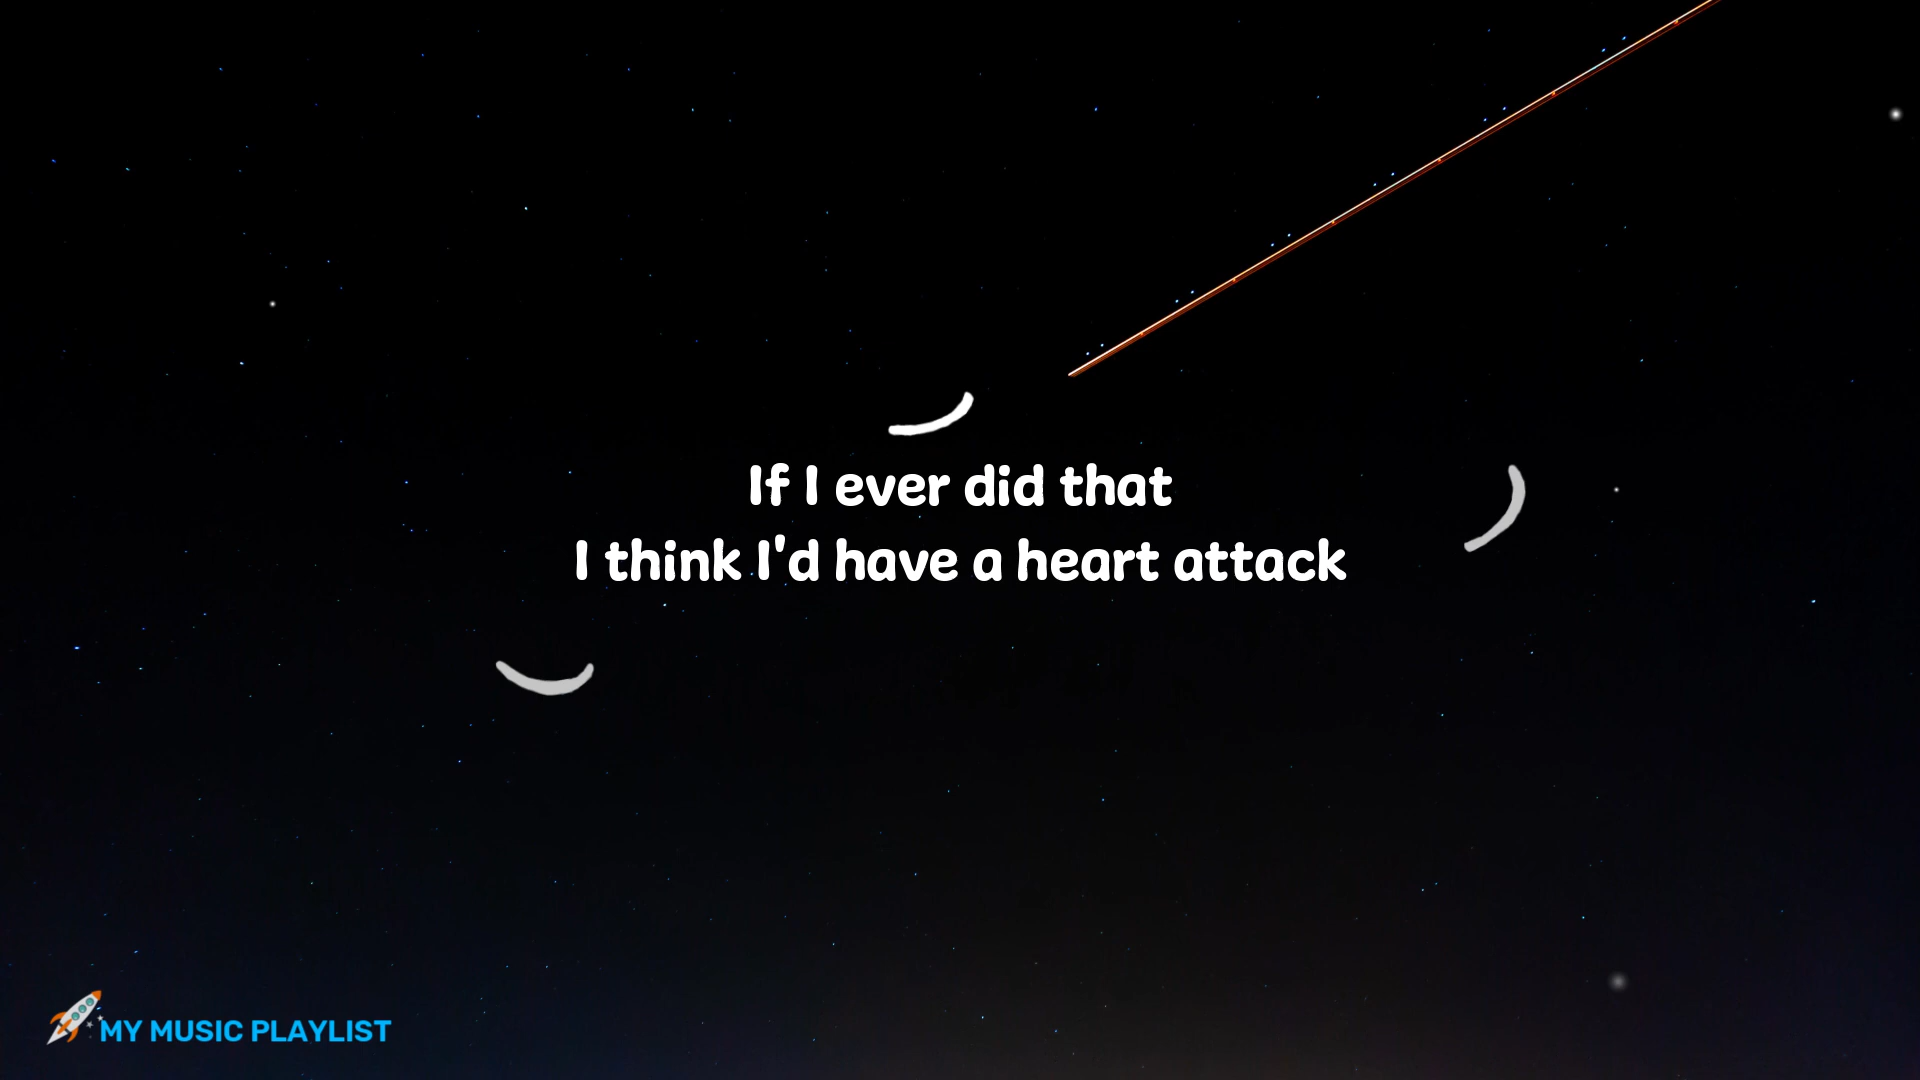 If I ever did that
I think I'd have a heart attack
MY MUSIC PLAYLIST